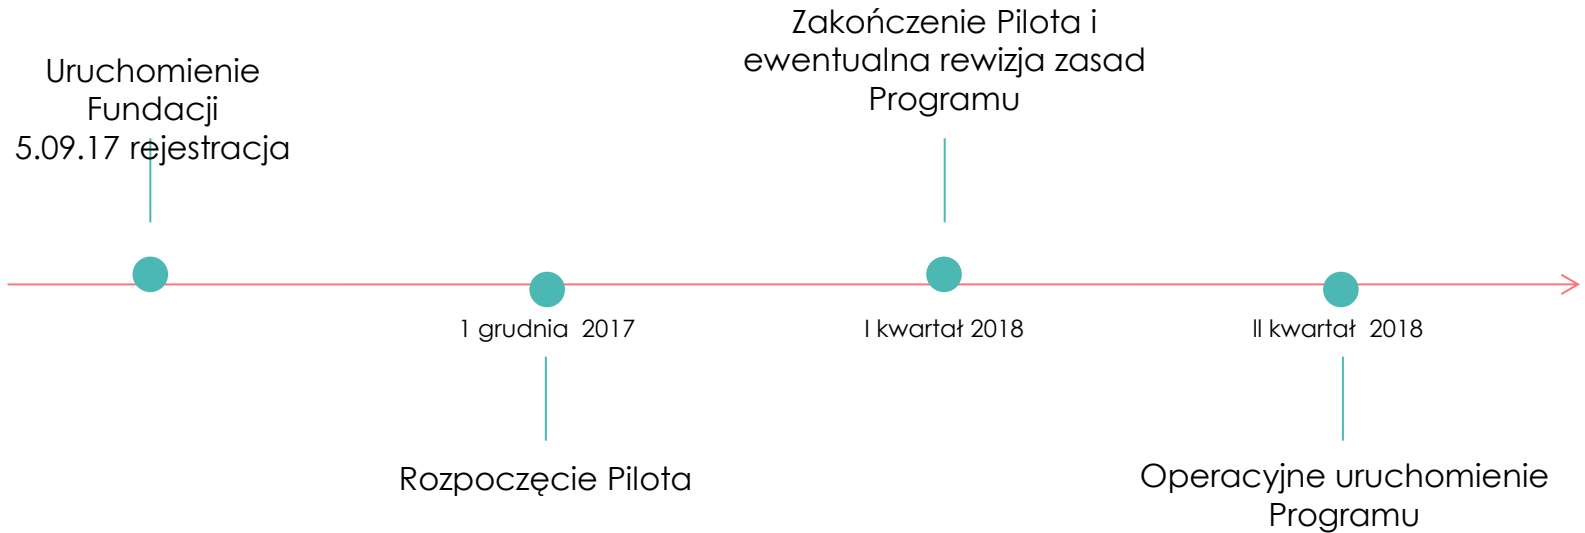 Uruchomienie
Fundacji
5.09.17 rejestracja
1 grudnia 2017
Rozpoczęcie Pilota
Zakończenie Pilota i
ewentualna rewizja zasad
Programu
I kwartał 2018
II kwartał 2018
Operacyjne uruchomienie
Programu